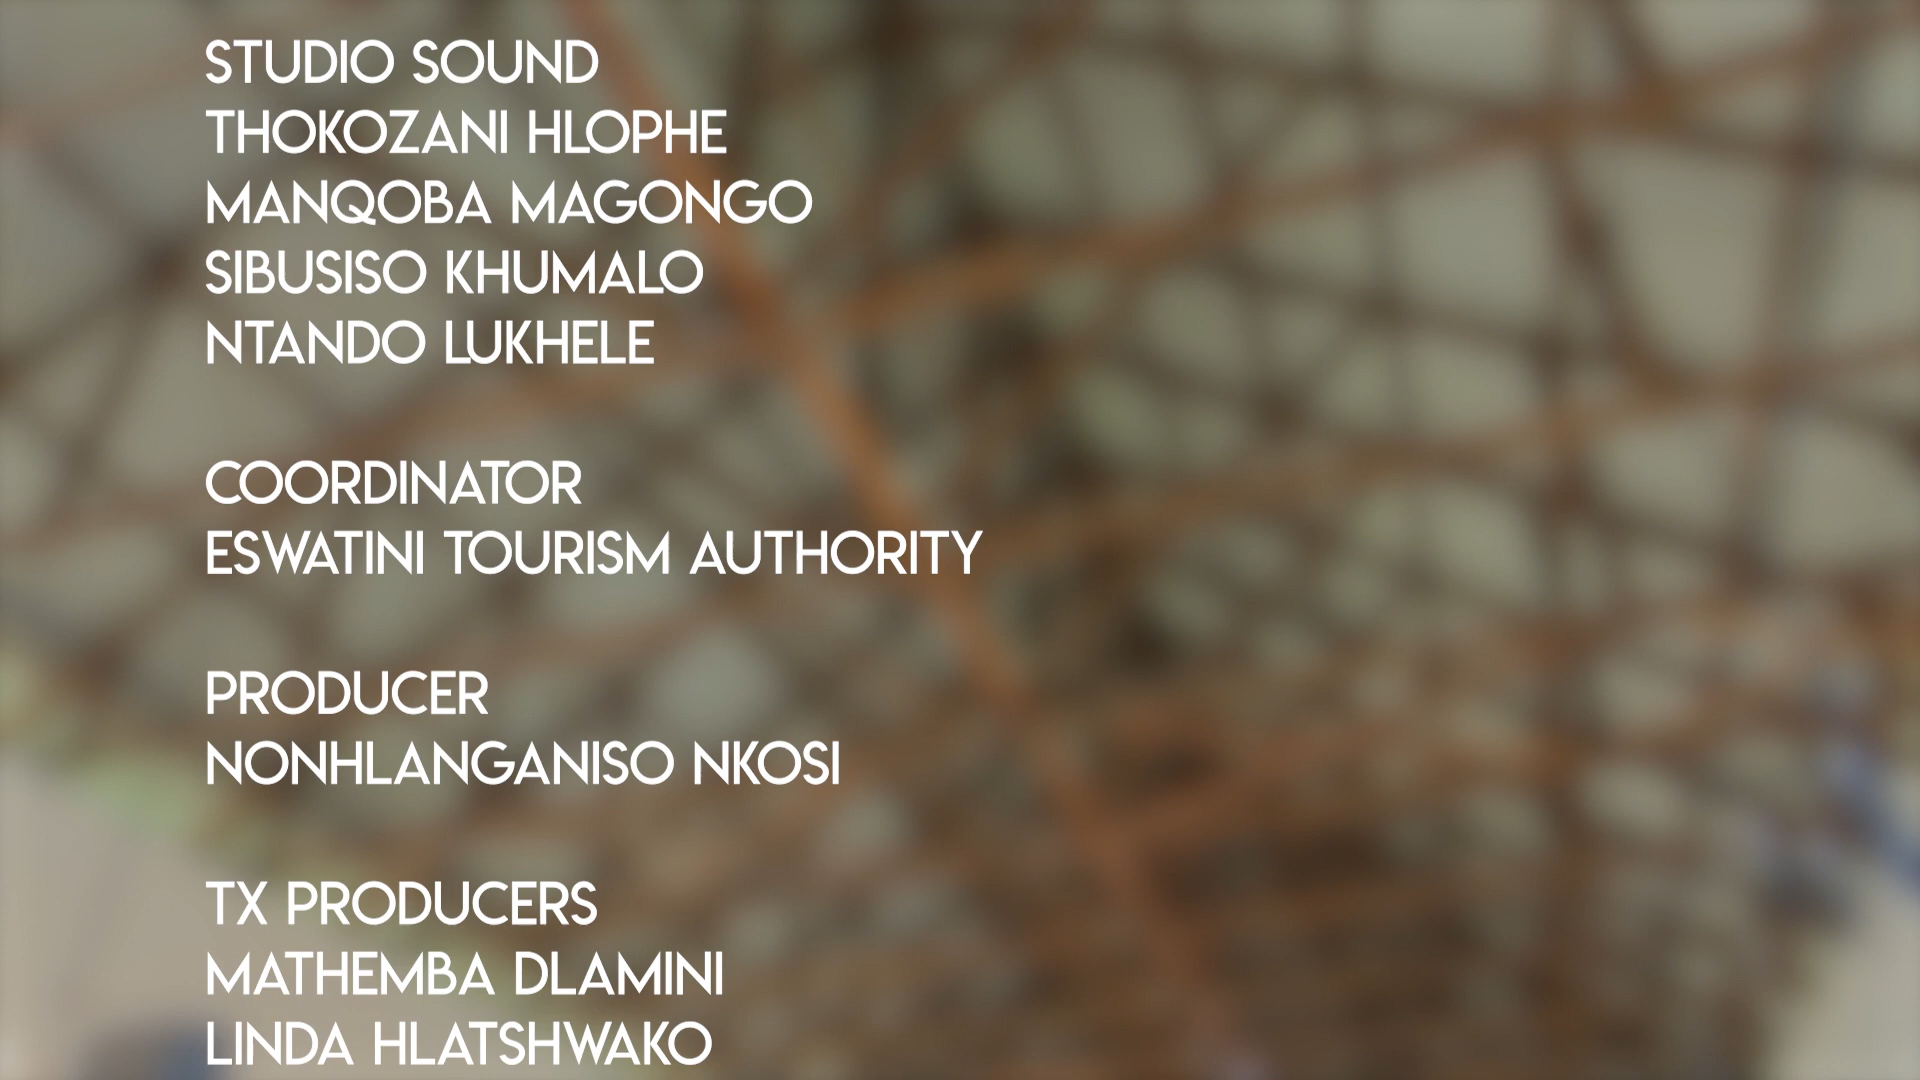 STUDIO SOUND
THOKOZANI HLOPHE
MANQOBA MAGONGO
SIBUSISO KHUMALO
NTANDO LUKHELE
COORDINATOR
ESWATINI TOURISM AUTHORITY
PRODUCER
NONHLANGANISO NKOSI
TX PRODUCERS
MATHEMBA DLAMINI
LINDA HLATSHWAKO